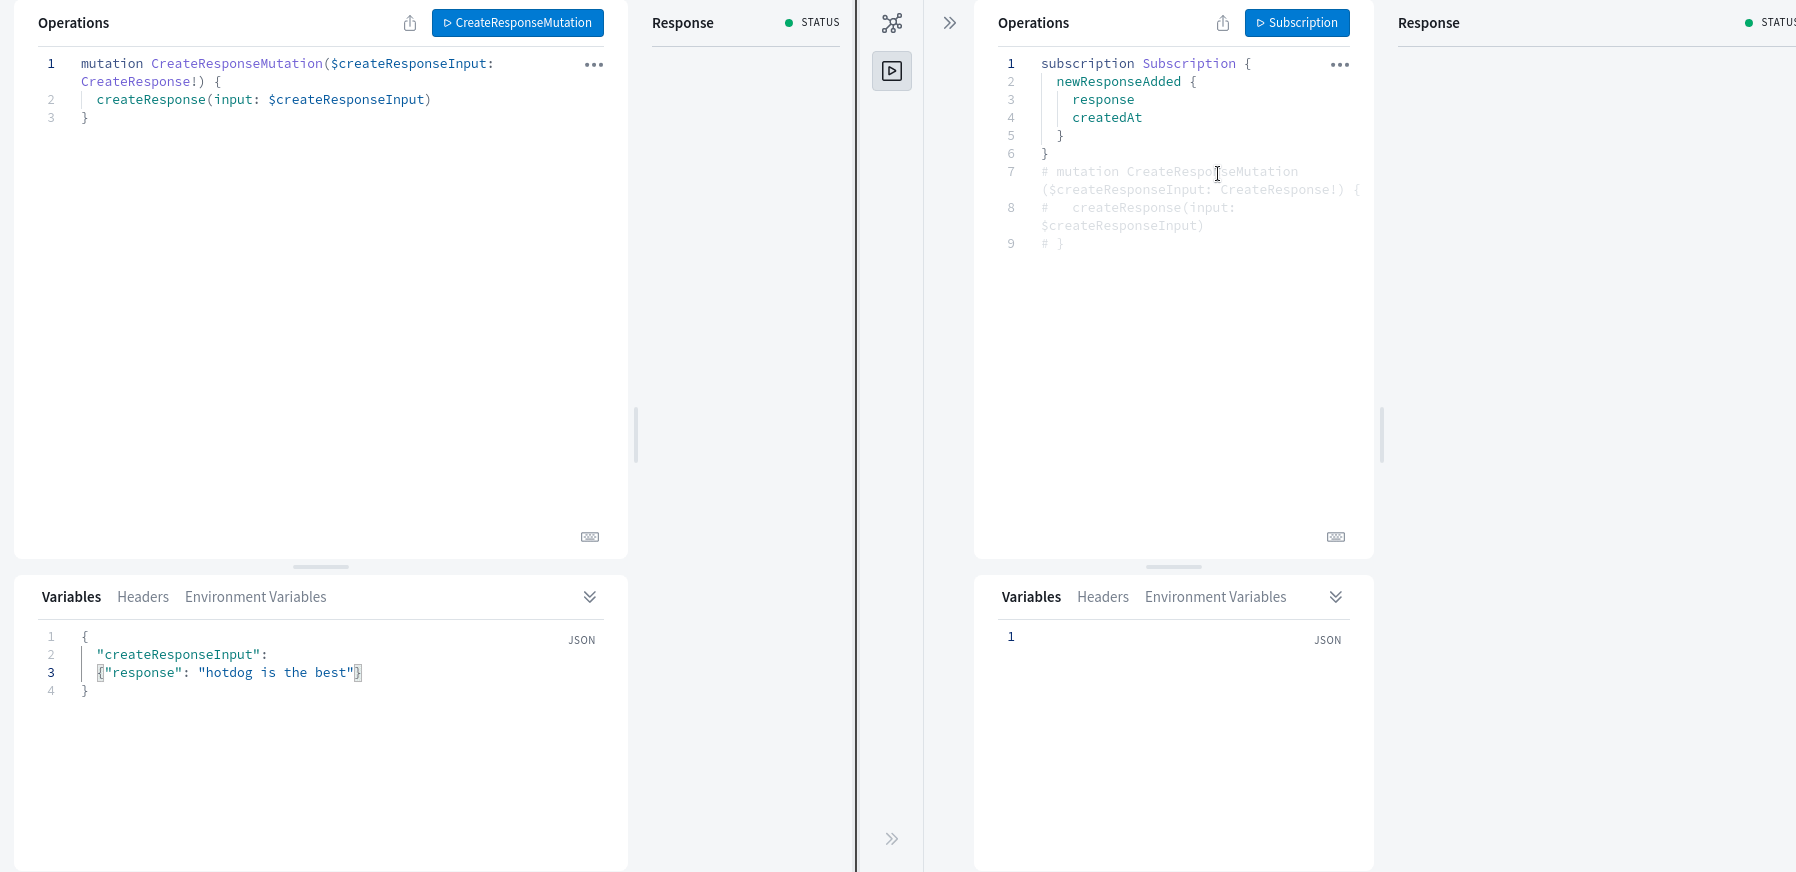 Operations
CreateResponseMutation
1 mutation CreateResponseMutation($createResponseInput:
CreateResponse!) {
2 createResponse(input: $createResponseInput)
3 }
Variables Headers Environment Variables
JSON
1 {
2 "createResponseInput":
3 {"response": "hotdog is the best"}
4 }
Response
STATUS
Operations
Subscription
1 subscription Subscription {
2 newResponseAdded {
3 response
4 createdAt
5 }
6 }
7 # mutation CreateResponseMutation
($createResponseInput: CreateResponse!) {
8 # createResponse(input:
$createResponseInput)
9 # }
Variables Headers Environment Variables
1
JSON
Response
STATUS